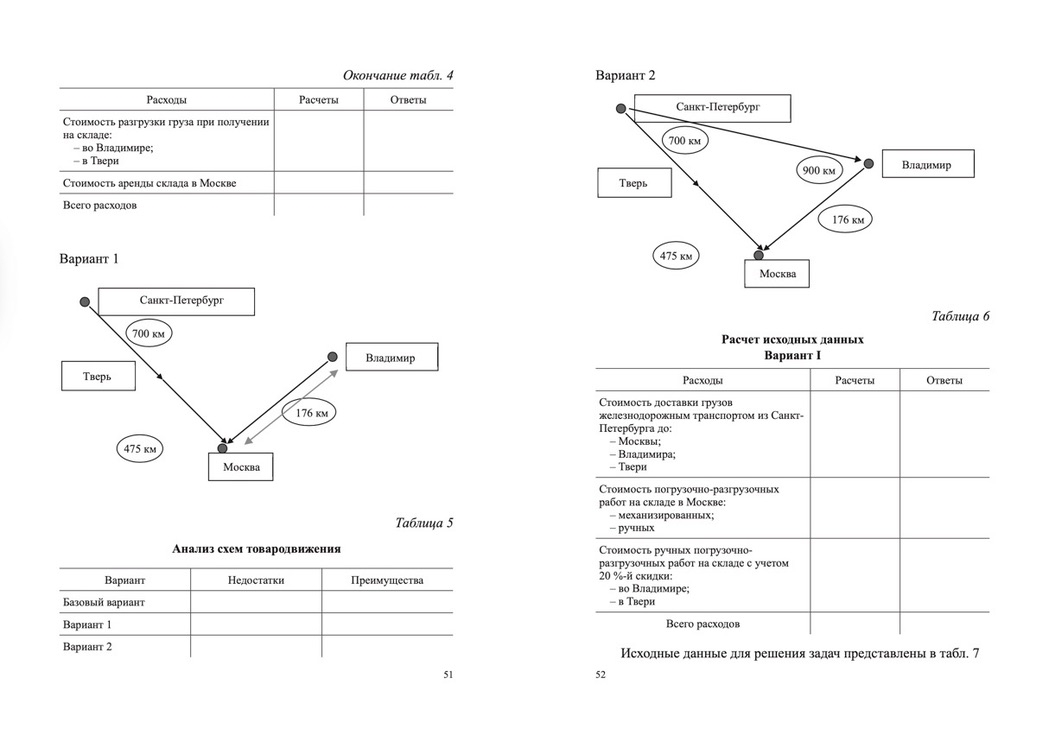 Окончание табл. 4
Расходы Расчеты Ответы
Стоимость разгрузки груза при получении
на складе:
– во Владимире;
– в Твери
Стоимость аренды склада в Москве
Всего расходов
Вариант 1
Санкт-Петербург
700 км
Владимир
Тверь
176 км
475 км
Москва
Таблица 5
Анализ схем товародвижения
Вариант Недостатки Преимущества
Базовый вариант
Вариант 1
Вариант 2
51
Вариант 2
Санкт-Петербург
700 км
Владимир
900 км
Тверь
176 км
475 км
Москва
Таблица 6
Расчет исходных данных
Вариант I
Расходы Расчеты Ответы
Стоимость доставки грузов
железнодорожным транспортом из Санкт-
Петербурга до:
– Москвы;
– Владимира;
– Твери
Стоимость погрузочно-разгрузочных
работ на складе в Москве:
– механизированных;
– ручных
Стоимость ручных погрузочно-
разгрузочных работ на складе с учетом
20 %-й скидки:
– во Владимире;
– в Твери
Всего расходов
Исходные данные для решения задач представлены в табл. 7
52